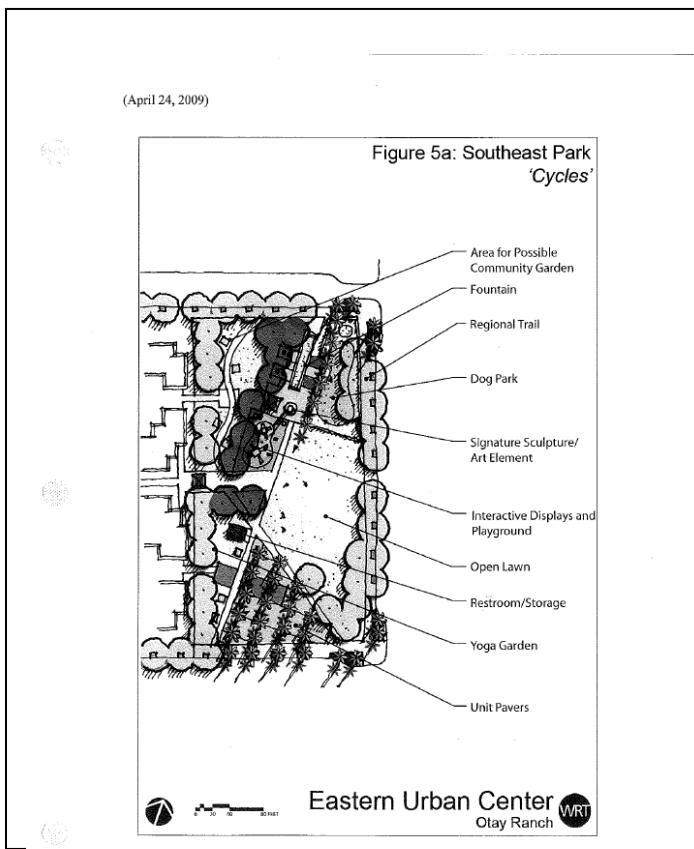 (April 24, 2009)
Figure 5a: Southeast Park
'Cycles'
Area for Possible
Community Garden
Fountain
Regional Trail
Dog Park
Signature Sculpture/
Art Element
Interactive Displays and
Playground
Open Lawn
Restroom/Storage
Yoga Garden
Unit Pavers
Eastern Urban Center
Otay Ranch
WRT